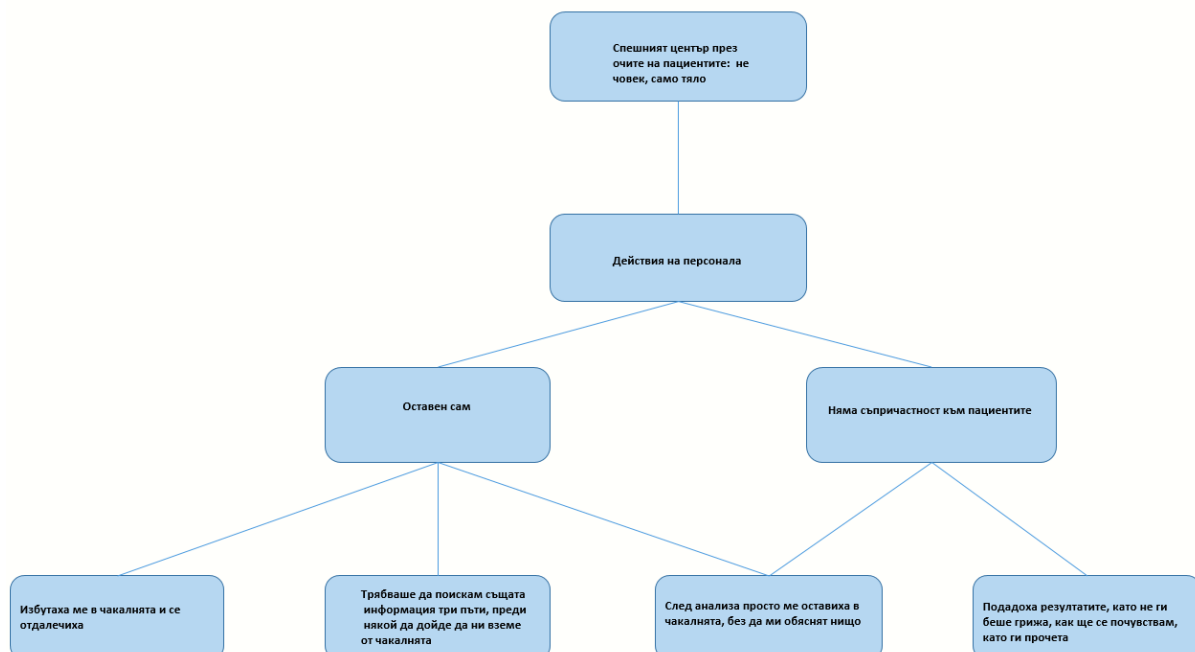 Спешният център през
очите на пациентите: не
човек, само тяло
Действия на персонала
Оставен сам
Няма съпричастност към пациентите
Избутаха ме в чакалнята и се
отдалечиха
Трябваше да поискам същата
информация три пъти, преди
някой да дойде да ни вземе
от чакалнята
След анализа просто ме оставиха в
чакалнята, без да ми обяснят нищо
Подадоха резултатите, като не ги
беше грижа, как ще се почувствам,
като ги прочета